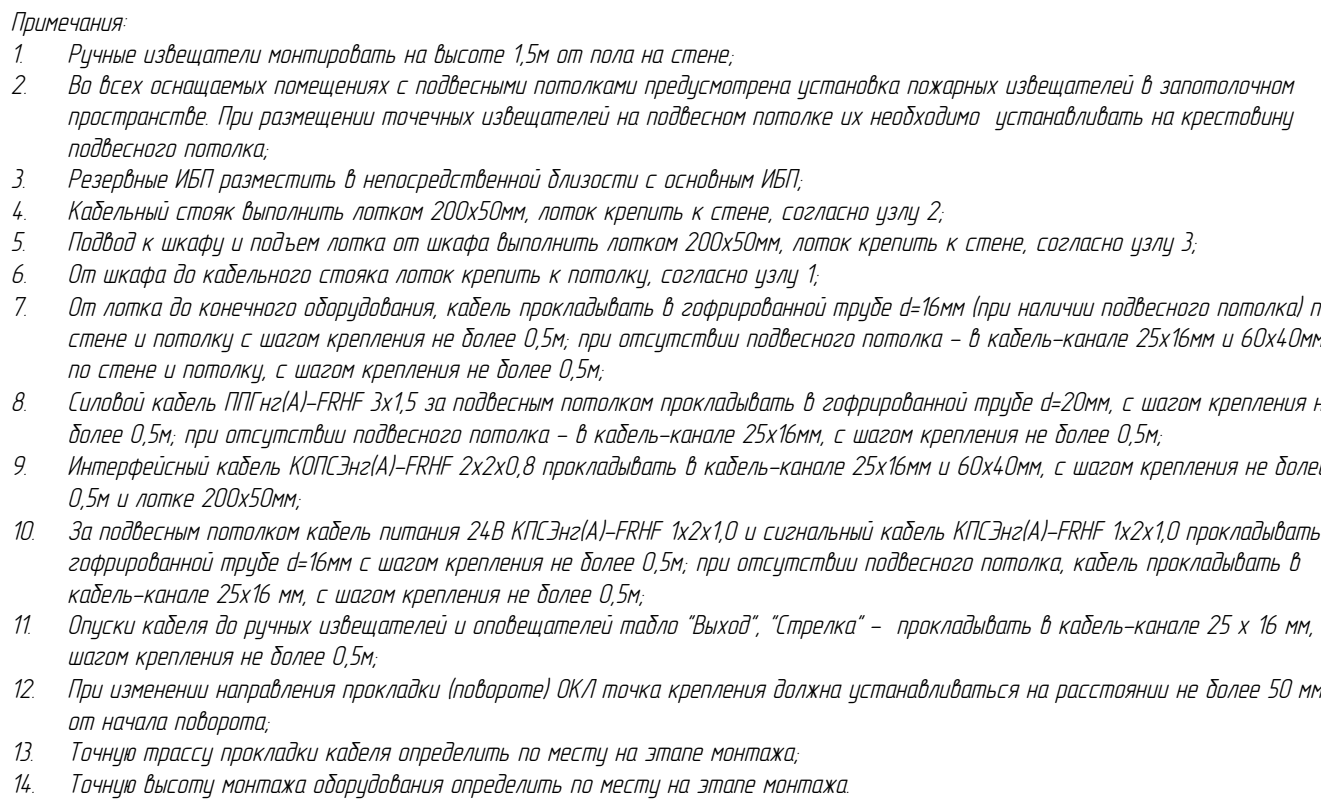 Примечания:
1. Ручные извещатели монтировать на высоте 1,5м от пола на стене;
2. Во всех оснащаемых помещениях с подвесными потолками предусмотрена установка пожарных извещателей в запотолочном
пространстве. При размещении точечных извещателей на подвесном потолке их необходимо устанавливать на крестовину
подвесного потолка;
3. Резервные ИБП разместить в непосредственной близости с основным ИБП;
4. Кабельный стояк выполнить лотком 200х50мм, лоток крепить к стене, согласно узлу 2;
5. Подвод к шкафу и подъем лотка от шкафа выполнить лотком 200х50мм, лоток крепить к стене, согласно узлу 3;
6. От шкафа до кабельного стояка лоток крепить к потолку, согласно узлу 1;
7. От лотка до конечного оборудования, кабель прокладывать в гофрированной трубе d=16мм (при наличии подвесного потолка) п
стене и потолку с шагом крепления не более 0,5м; при отсутствии подвесного потолка – в кабель-канале 25х16мм и 60х40мм
по стене и потолку, с шагом крепления не более 0,5м;
8. Силовой кабель ППГнг(А)-FRHF 3х1,5 за подвесным потолком прокладывать в гофрированной трубе d=20мм, с шагом крепления н
более 0,5м; при отсутствии подвесного потолка – в кабель-канале 25х16мм, с шагом крепления не более 0,5м;
9. Интерфейсный кабель КОПСЭнг(А)-FRHF 2х2х0,8 прокладывать в кабель-канале 25х16мм и 60х40мм, с шагом крепления не более
0,5м и лотке 200х50мм;
10. За подвесным потолком кабель питания 24В КПСЭнг(А)-FRHF 1х2х1,0 и сигнальный кабель КПСЭнг(А)-FRHF 1х2х1,0 прокладывать
гофрированной трубе d=16мм с шагом крепления не более 0,5м; при отсутствии подвесного потолка, кабель прокладывать в
кабель-канале 25х16 мм, с шагом крепления не более 0,5м;
11. Опуски кабеля до ручных извещателей и оповещателей табло "Выход", "Стрелка" – прокладывать в кабель-канале 25 х 16 мм,
шагом крепления не более 0,5м;
12. При изменении направления прокладки (повороте) ОКЛ точка крепления должна устанавливаться на расстоянии не более 50 мм
от начала поворота;
13. Точную трассу прокладки кабеля определить по месту на этапе монтажа;
14. Точную высоту монтажа оборудования определить по месту на этапе монтажа.